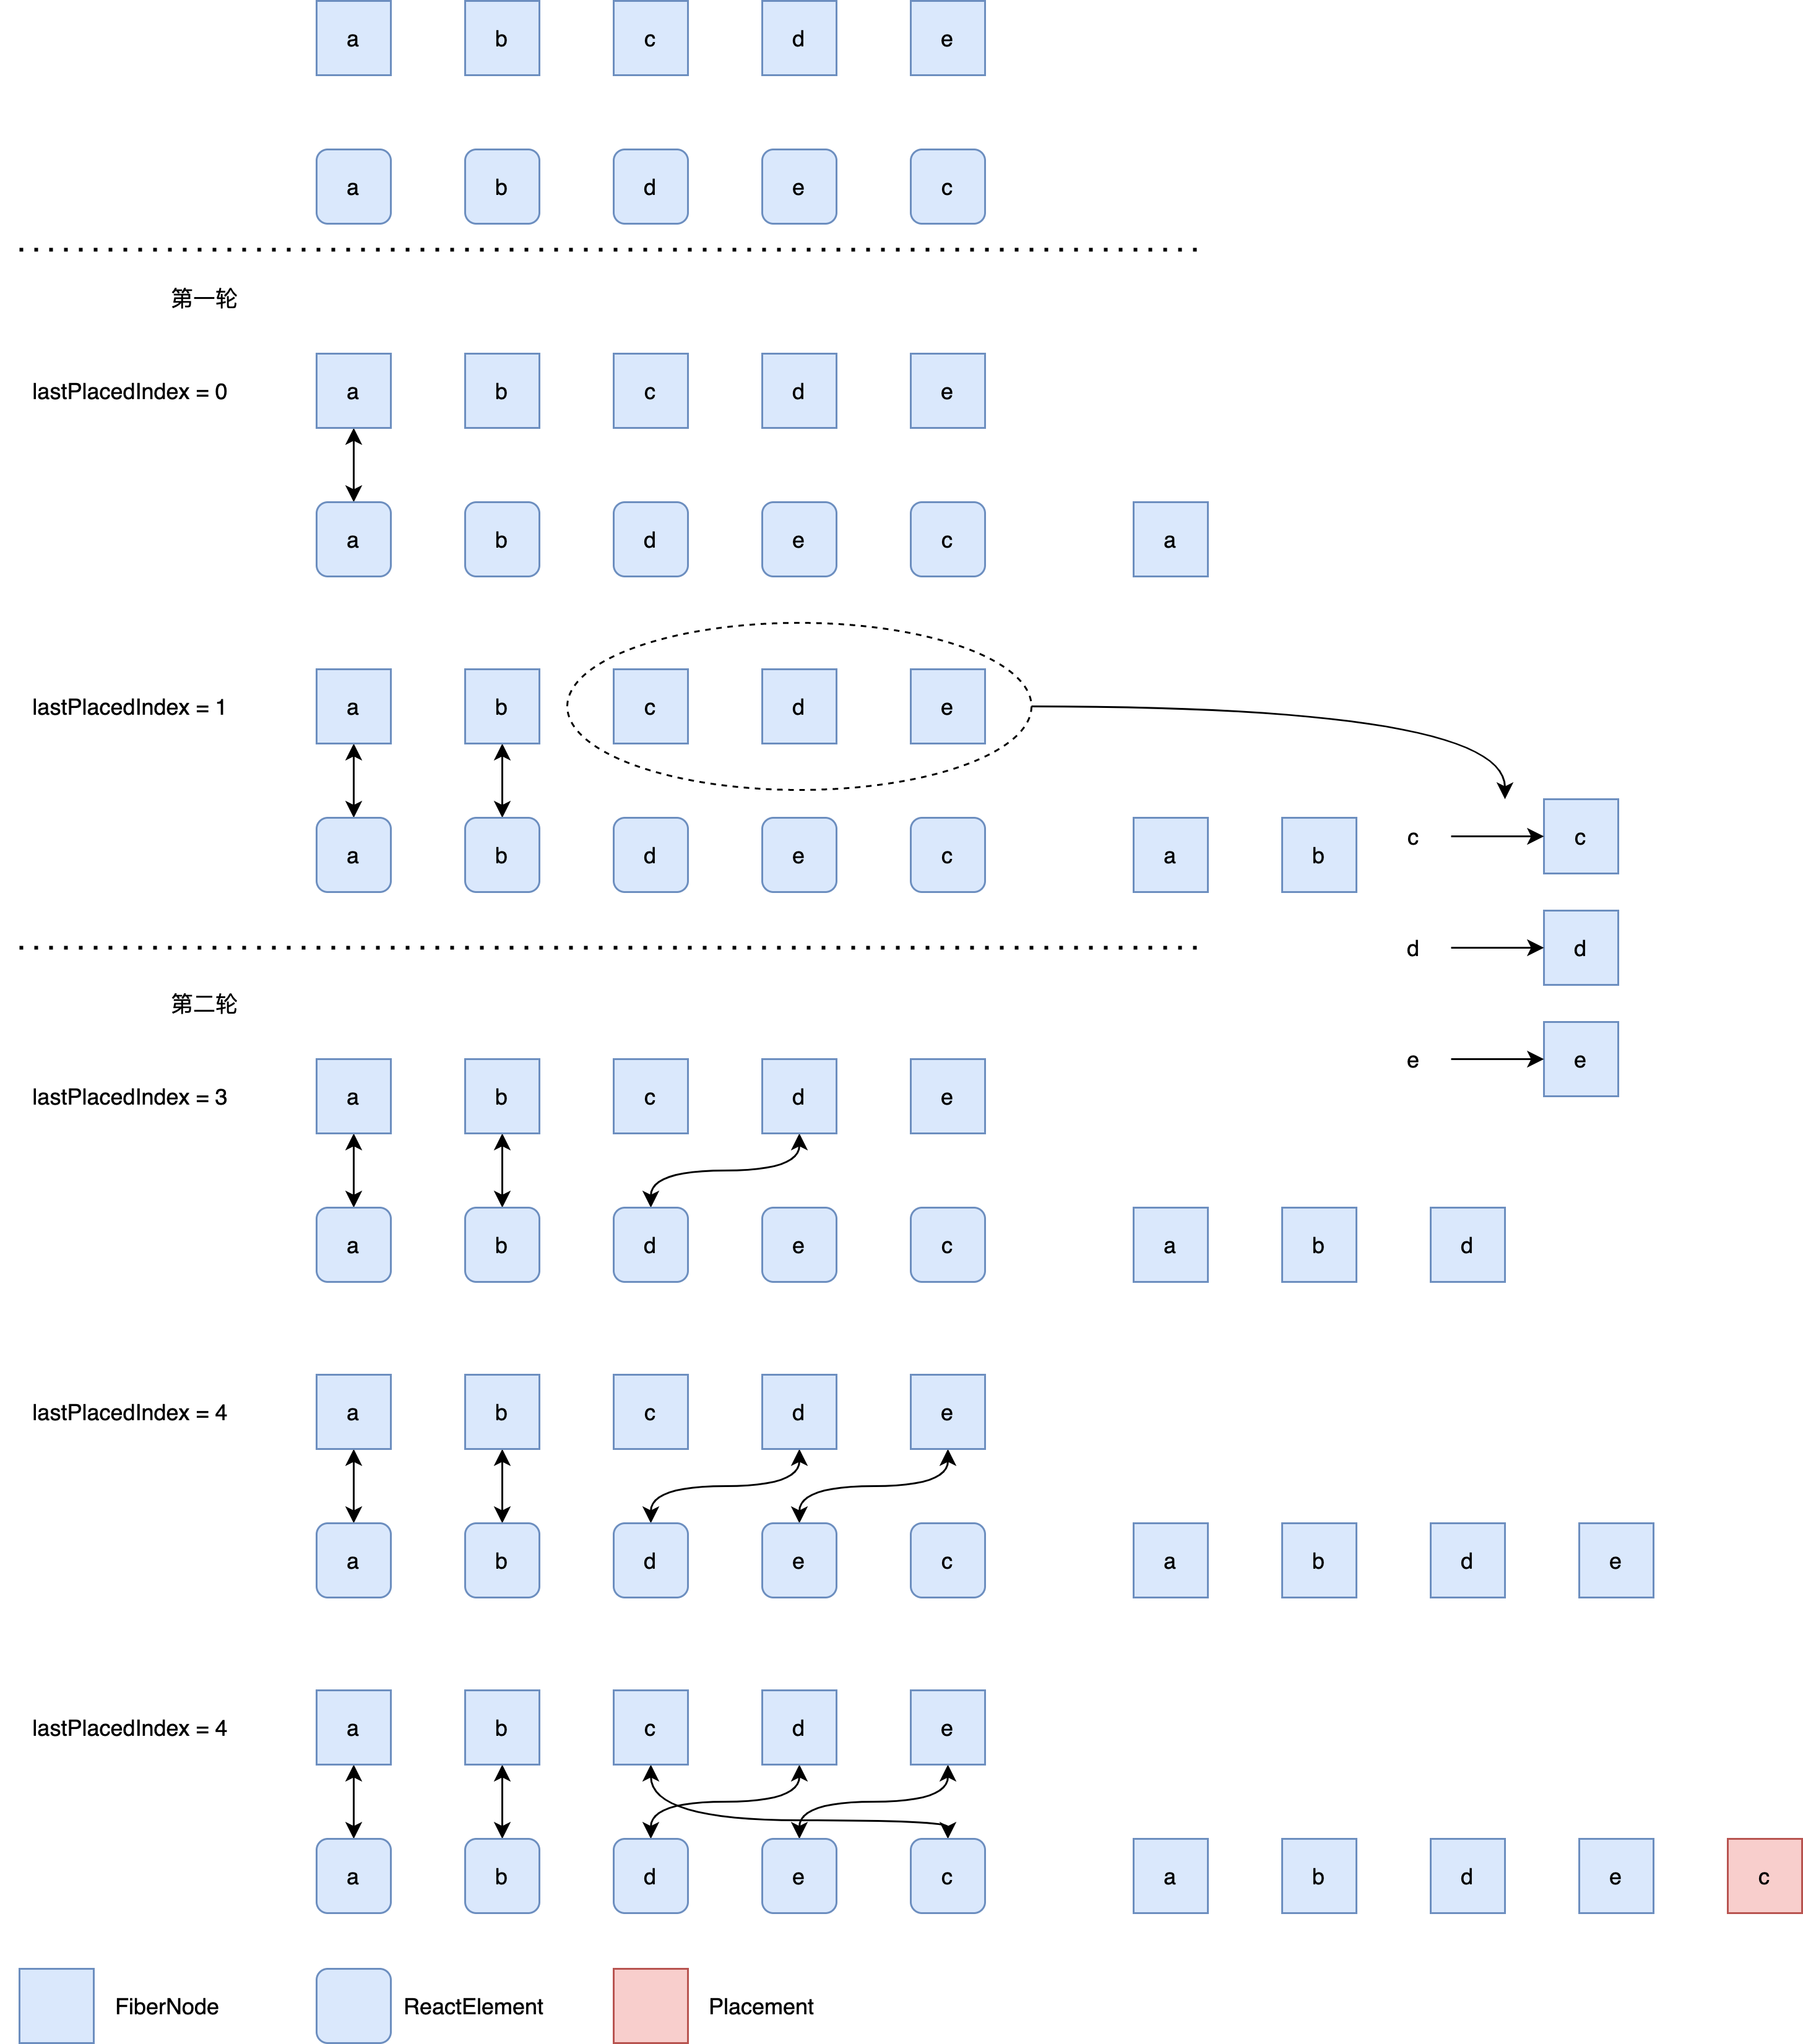 a b c d e
a b d e c
第一轮
lastPlacedIndex = 0 a b c d e
a b d e c a
lastPlacedIndex = 1 a b c d e
c c
a b d e c a b
d d
第二轮
e e
lastPlacedIndex = 3 a b c d e
a b d e c a b d
lastPlacedIndex = 4 a b c d e
a b d e c a b d e
lastPlacedIndex = 4 a b c d e
a b d e c a b d e c
FiberNode ReactElement Placement